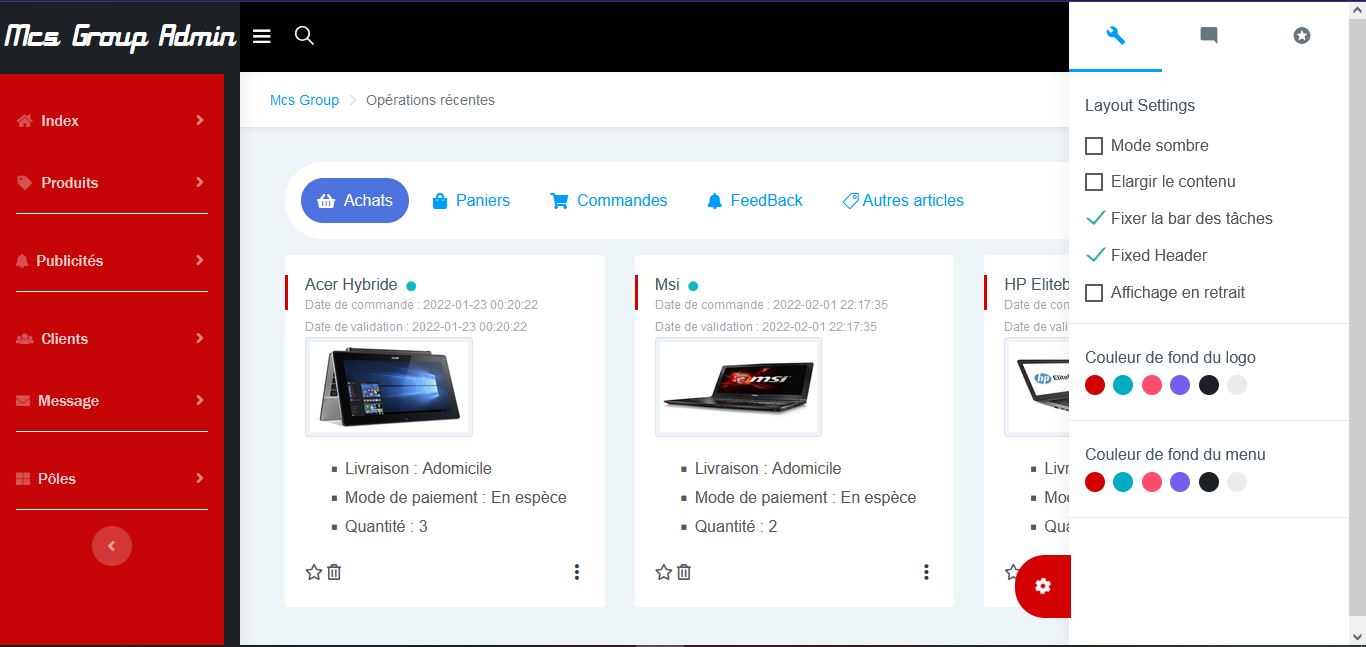 Mcs Group Admin
Index
Produits
Publicités
Clients
Message
Pôles
Mcs Group > Opérations récentes
Achats Paniers Commandes FeedBack Autres articles
Acer Hybride
Date de commande : 2022-01-23 00:20:22
Date de validation : 2022-01-23 00:20:22
Livraison : Adomicile
Mode de paiement : En espèce
Quantité : 3
Msi
Date de commande : 2022-02-01 22:17:35
Date de validation : 2022-02-01 22:17:35
msi
Livraison : Adomicile
Mode de paiement : En espèce
Quantité : 2
HP Eliteb
Date de con
Date de vali
hp Elite
Livr
Mo
Qua
Layout Settings
Mode sombre
Elargir le contenu
Fixer la bar des tâches
Fixed Header
Affichage en retrait
Couleur de fond du logo
Couleur de fond du menu